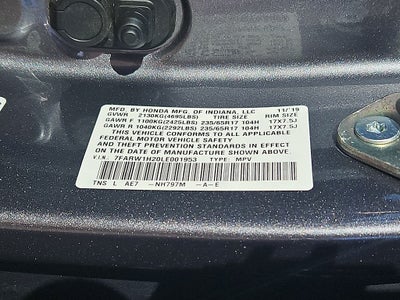 MFD. BY HONDA MFG. OF INDIANA, LLC 11/'19
GVWR 2130KG(4695LBS) TIRE SIZE RIM SIZE
GAWR F 1100KG(2425LBS) 235/65R17 104H 17X7.5J
GAWR R 1040KG(2292LBS) 235/65R17 104H 17X7.5J
THIS VEHICLE CONFORMS TO ALL APPLICABLE
FEDERAL MOTOR VEHICLE SAFETY
AND THEFT PREVENTION STANDARDS IN EFFECT
ON THE DATE OF MANUFACTURE SHOWN ABOVE.
V.I.N. 7FARW1H20LE001953 TYPE: MPV
TNS L AE7 -NH797M -A-E